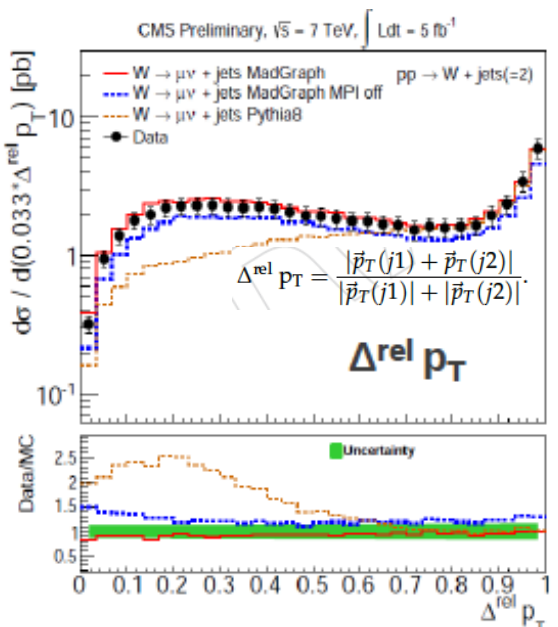 CMS Preliminary, √s = 7 TeV, ∫ Ldt = 5 fb⁻¹
W → μν + jets MadGraph
pp → W + jets(=2)
W → μν + jets MadGraph MPI off
W → μν + jets Pythia8
Data
dσ / d(0.033*Δ^rel p_T) [pb]
10
1
10⁻¹
Δ^rel p_T = |p⃗_T(j1) + p⃗_T(j2)| / |p⃗_T(j1)| + |p⃗_T(j2)|.
Δ^rel p_T
Data/MC
2.5
2
1.5
1
0.5
Uncertainty
0 0.1 0.2 0.3 0.4 0.5 0.6 0.7 0.8 0.9 1
Δ^rel p_T